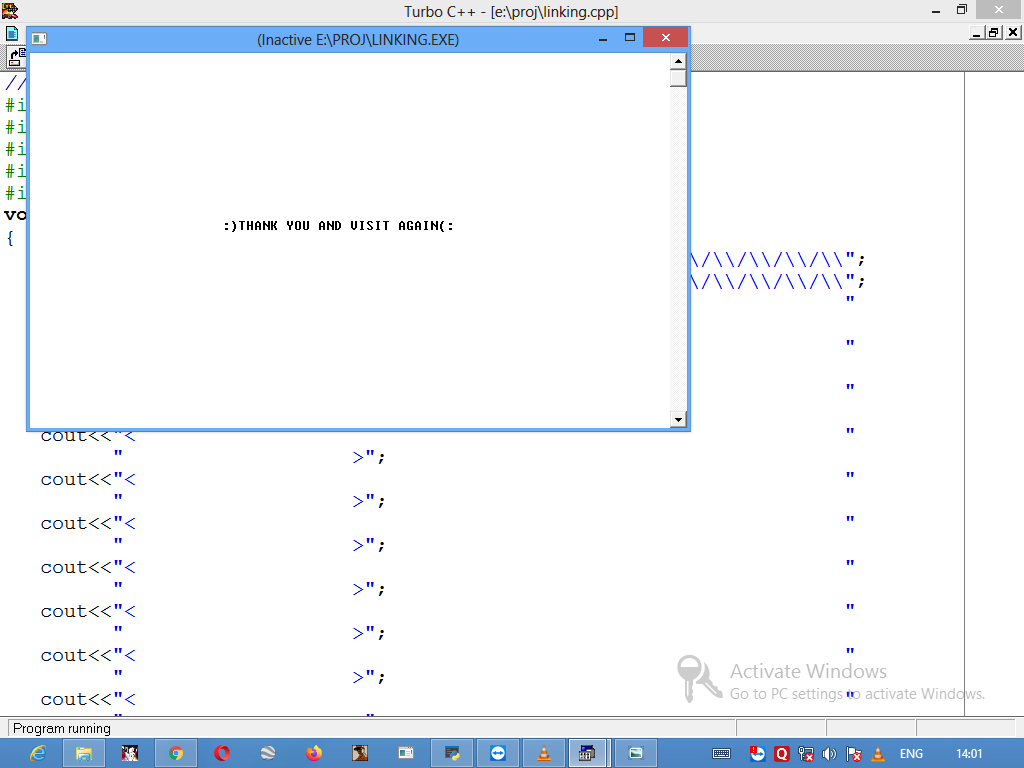 Turbo C++ - [e:\proj\linking.cpp]
(Inactive E:\PROJ\LINKING.EXE)
//
#i
#i
#i
#i
#i
vo
{
:)THANK YOU AND VISIT AGAIN(:
\/\\/\\/\\/\\";
\/\\/\\/\\/\\";
"
"
"
cout<<"< "
" >";
cout<<"< "
" >";
cout<<"< "
" >";
cout<<"< "
" >";
cout<<"< "
" >";
cout<<"< "
" >";
cout<<"< "
Activate Windows
Go to PC settings to activate Windows.
Program running
ENG 14:01